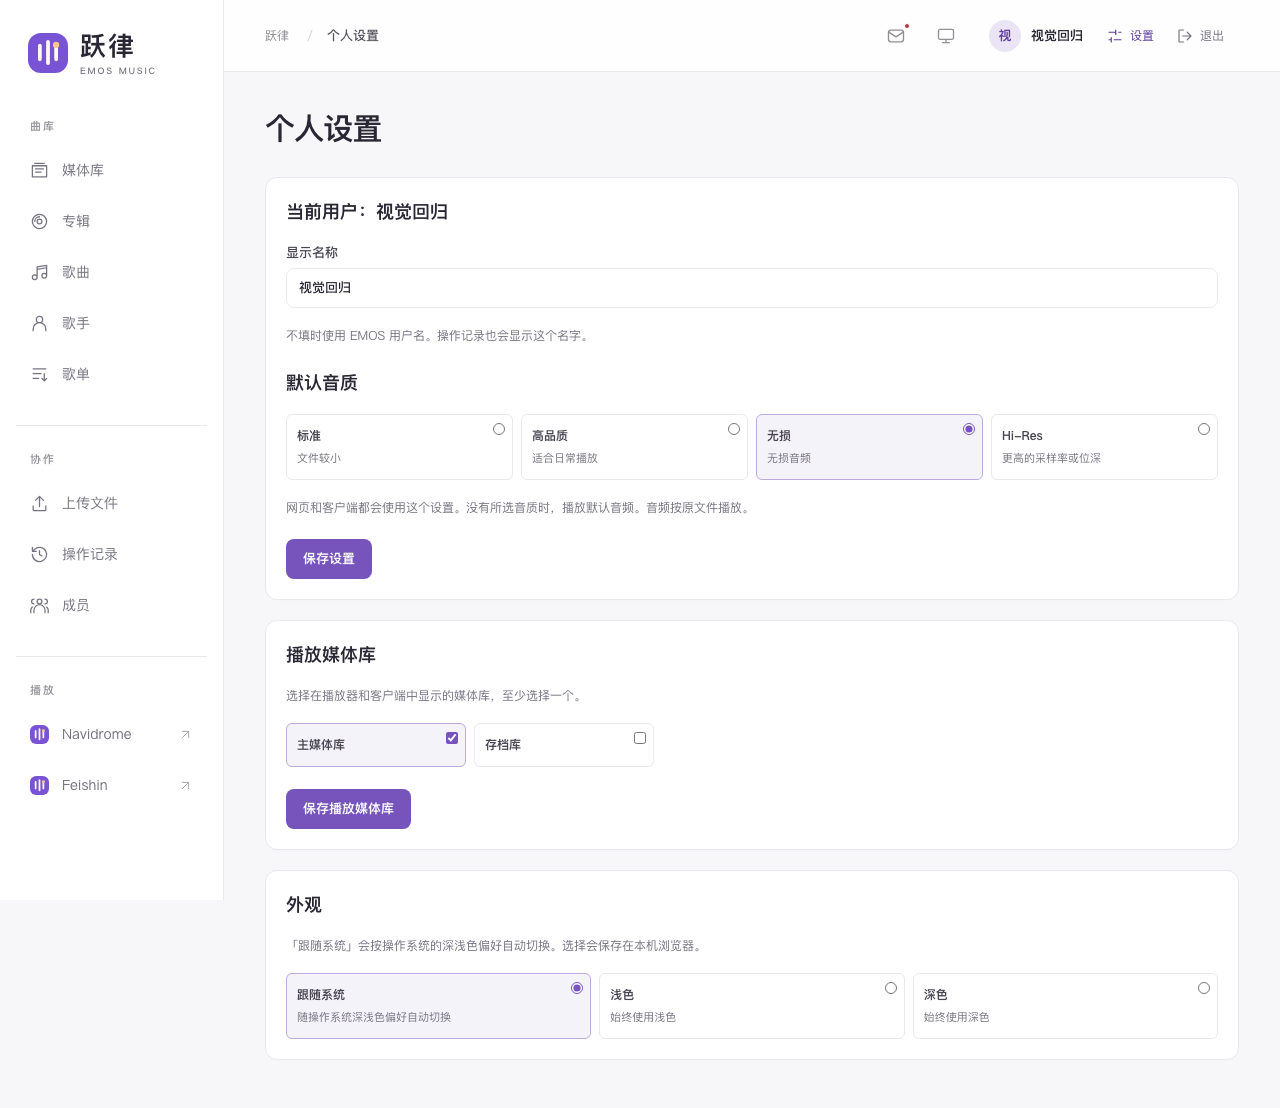 跃律
EMOS MUSIC
曲库
媒体库
专辑
歌曲
歌手
歌单
协作
上传文件
操作记录
成员
播放
Navidrome
Feishin
跃律 / 个人设置
视 视觉回归 设置 退出
个人设置
当前用户：视觉回归
显示名称
视觉回归
不填时使用 EMOS 用户名。操作记录也会显示这个名字。
默认音质
标准
文件较小
高品质
适合日常播放
无损
无损音频
Hi-Res
更高的采样率或位深
网页和客户端都会使用这个设置。没有所选音质时，播放默认音频。音频按原文件播放。
保存设置
播放媒体库
选择在播放器和客户端中显示的媒体库，至少选择一个。
主媒体库
存档库
保存播放媒体库
外观
「跟随系统」会按操作系统的深浅色偏好自动切换。选择会保存在本机浏览器。
跟随系统
随操作系统深浅色偏好自动切换
浅色
始终使用浅色
深色
始终使用深色